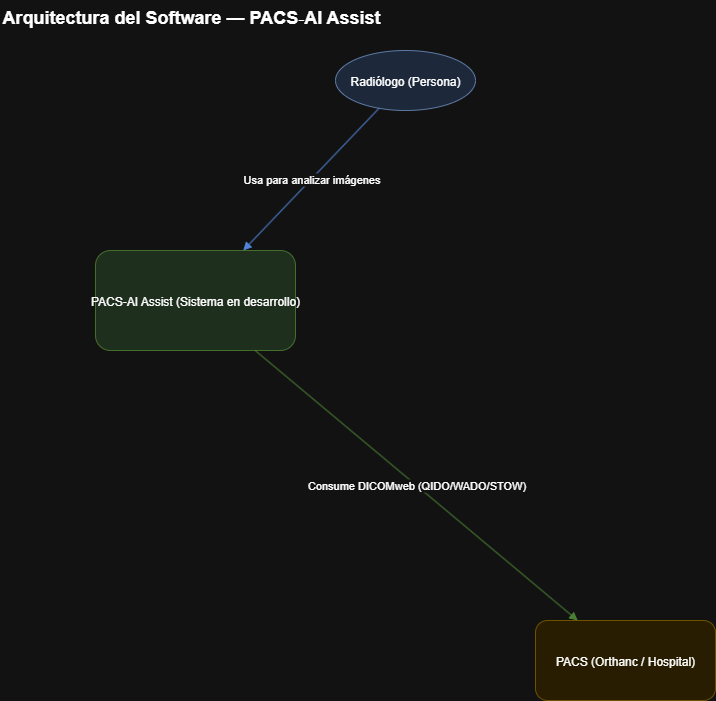 Arquitectura del Software — PACS-AI Assist
Radiólogo (Persona)
Usa para analizar imágenes
PACS-AI Assist (Sistema en desarrollo)
Consume DICOMweb (QIDO/WADO/STOW)
PACS (Orthanc / Hospital)